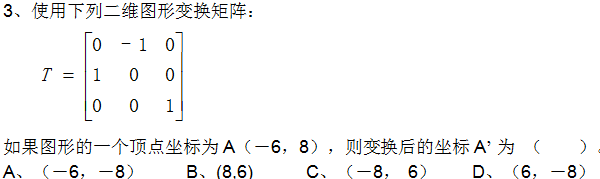 3、使用下列二维图形变换矩阵：
0 －1 0
T = 1 0 0
0 0 1
如果图形的一个顶点坐标为A（－6，8），则变换后的坐标A’为 （ ）。
A、（－6，－8） B、(8,6) C、（－8， 6） D、（6，－8）